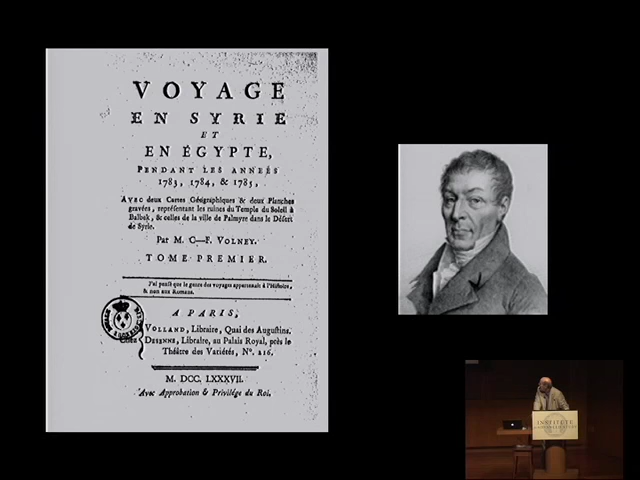 VOYAGE
EN SYRIE
ET
EN ÉGYPTE,
PENDANT LES ANNEÉS
1783, 1784, & 1785,
AVEC deux Cartes Géographiques & deux Planches
gravées, représentant les ruines du Temple du Soleil à
Balbek, & celles de la ville de Palmyre dans le Désert
de Syrie.
Par M. C—F. VOLNEY.
TOME PREMIER.
J'ai pensé que le genre des voyages appartenait à l'Histoire,
& non aux Romans.
A PARIS,
VOLLAND, Libraire, Quai des Augustins.
DESENNE, Libraire, au Palais Royal, près le
Théâtre des Variétés, N°. 216.
M. DCC. LXXXVII.
Avec Approbation & Privilége du Roi.
INSTITUTE